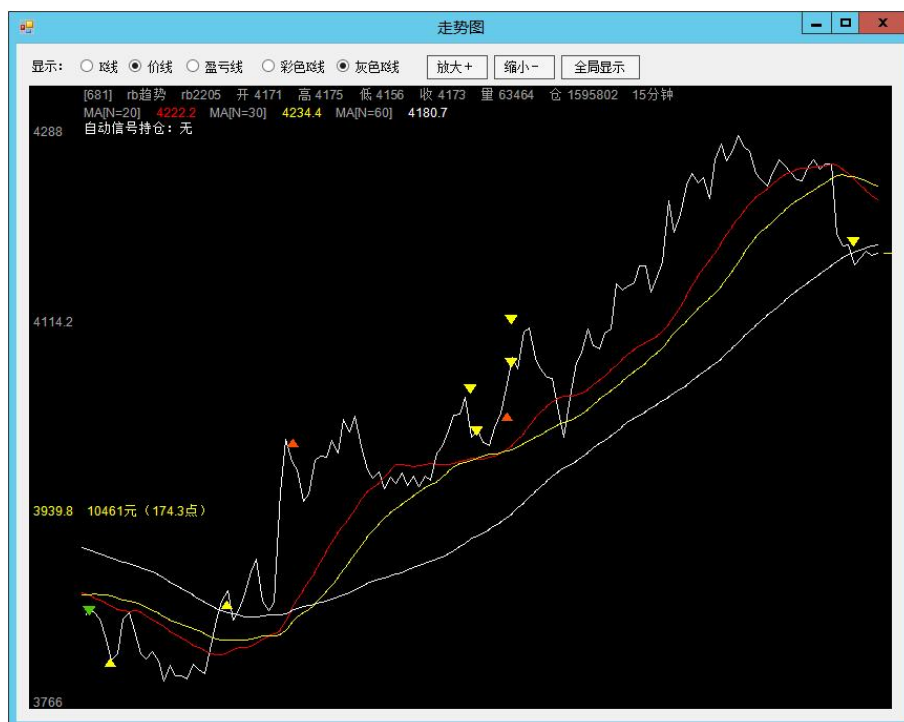 走势图
显示： K线 价线 盈亏线 彩色K线 灰色K线 放大+ 缩小- 全局显示
[681] rb趋势 rb2205 开 4171 高 4175 低 4156 收 4173 量 63464 仓 1595802 15分钟
MA[N=20] 4222.2 MA[N=30] 4234.4 MA[N=60] 4180.7
自动信号持仓：无
4288
4114.2
3939.8 10461元（174.3点）
3766